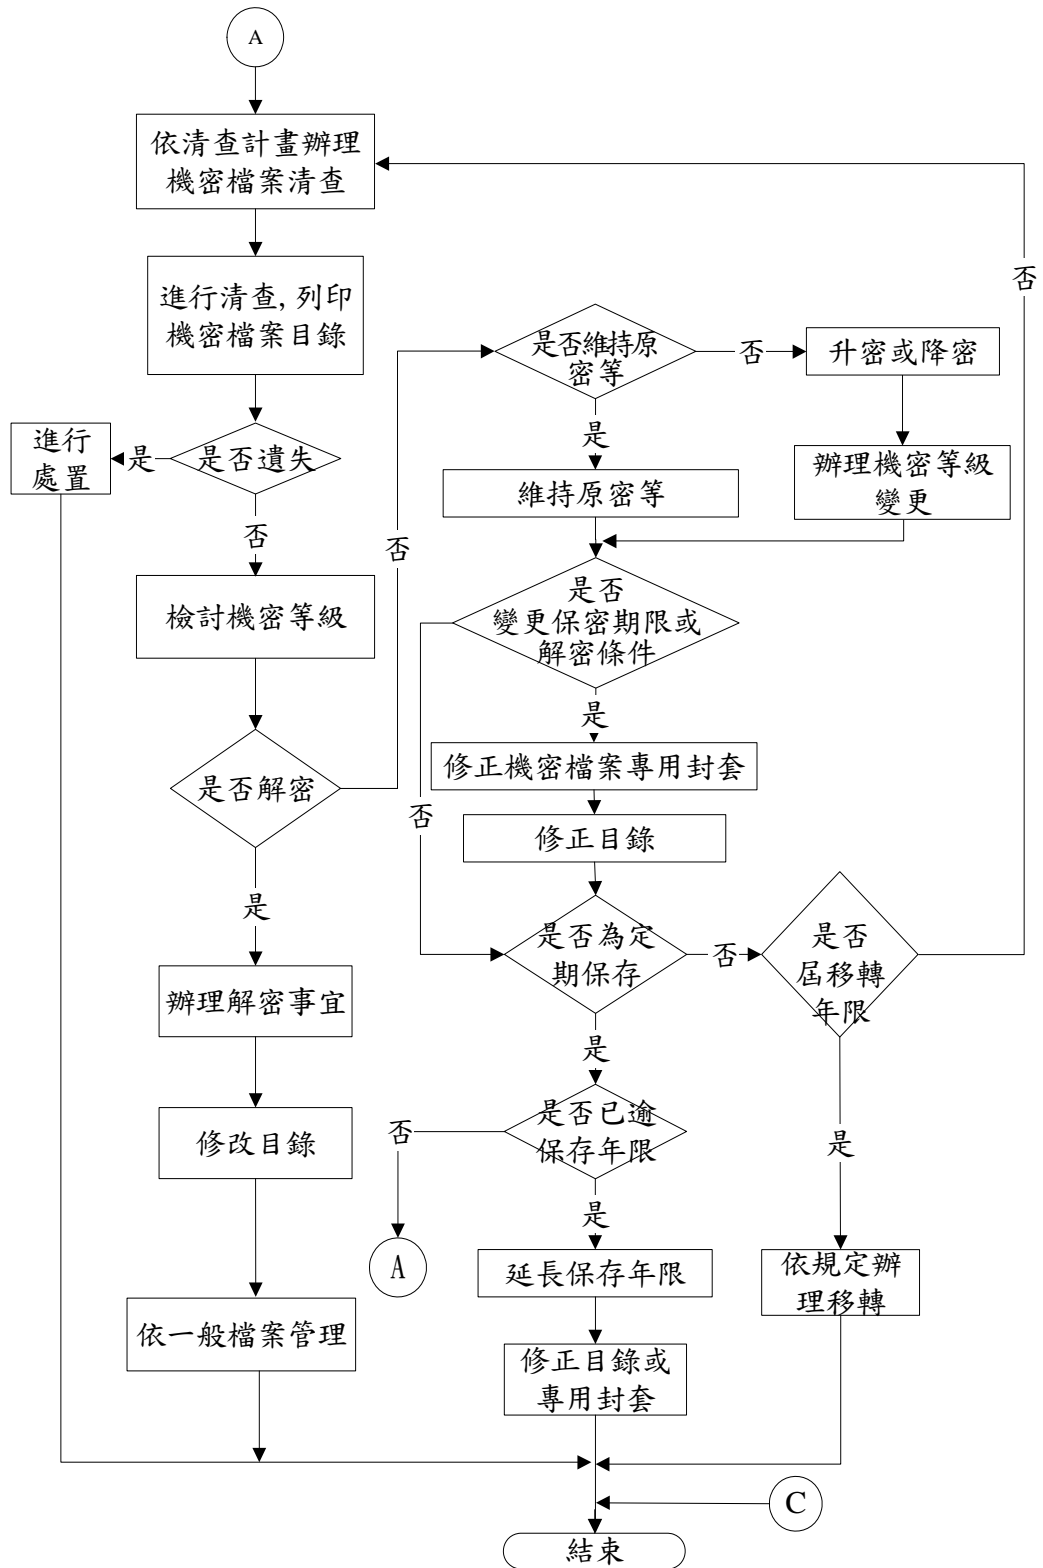 A
依清查計畫辦理
機密檔案清查
進行清查,列印
機密檔案目錄
是否遺失
是
進行
處置
否
檢討機密等級
是否解密
否
是
辦理解密事宜
修改目錄
依一般檔案管理
是否維持原
密等
否
升密或降密
辦理機密等級
變更
是
維持原密等
是否
變更保密期限或
解密條件
否
是
修正機密檔案專用封套
修正目錄
是否為定
期保存
否
是否
屆移轉
年限
否
是
依規定辦
理移轉
是
是否已逾
保存年限
否
A
是
延長保存年限
修正目錄或
專用封套
C
結束